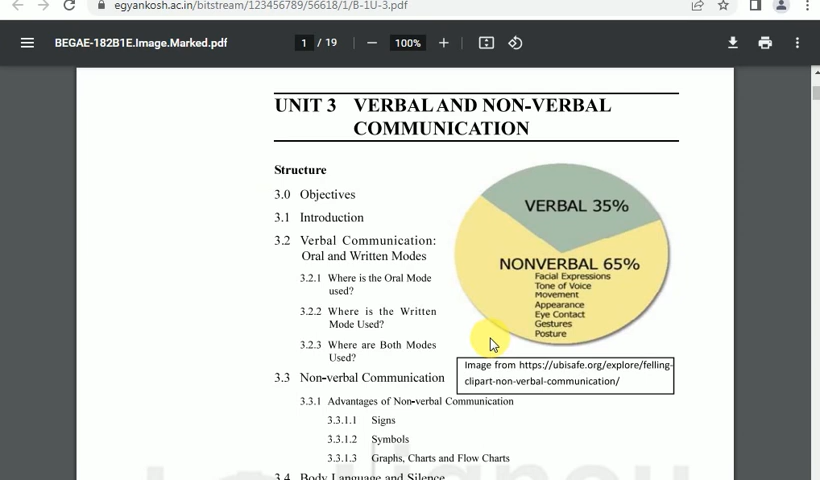 egyankosh.ac.in/bitstream/123456789/56618/1/B-1U-3.pdf
BEGAE-182B1E.Image.Marked.pdf
1 / 19
100%
UNIT 3 VERBAL AND NON-VERBAL
COMMUNICATION
Structure
3.0 Objectives
3.1 Introduction
3.2 Verbal Communication:
Oral and Written Modes
3.2.1 Where is the Oral Mode
used?
3.2.2 Where is the Written
Mode Used?
3.2.3 Where are Both Modes
Used?
3.3 Non-verbal Communication
3.3.1 Advantages of Non-verbal Communication
3.3.1.1 Signs
3.3.1.2 Symbols
3.3.1.3 Graphs, Charts and Flow Charts
3.4 Body Language and Silence
VERBAL 35%
NONVERBAL 65%
Facial Expressions
Tone of Voice
Movement
Appearance
Eye Contact
Gestures
Posture
Image from https://ubisafe.org/explore/felling-
clipart-non-verbal-communication/